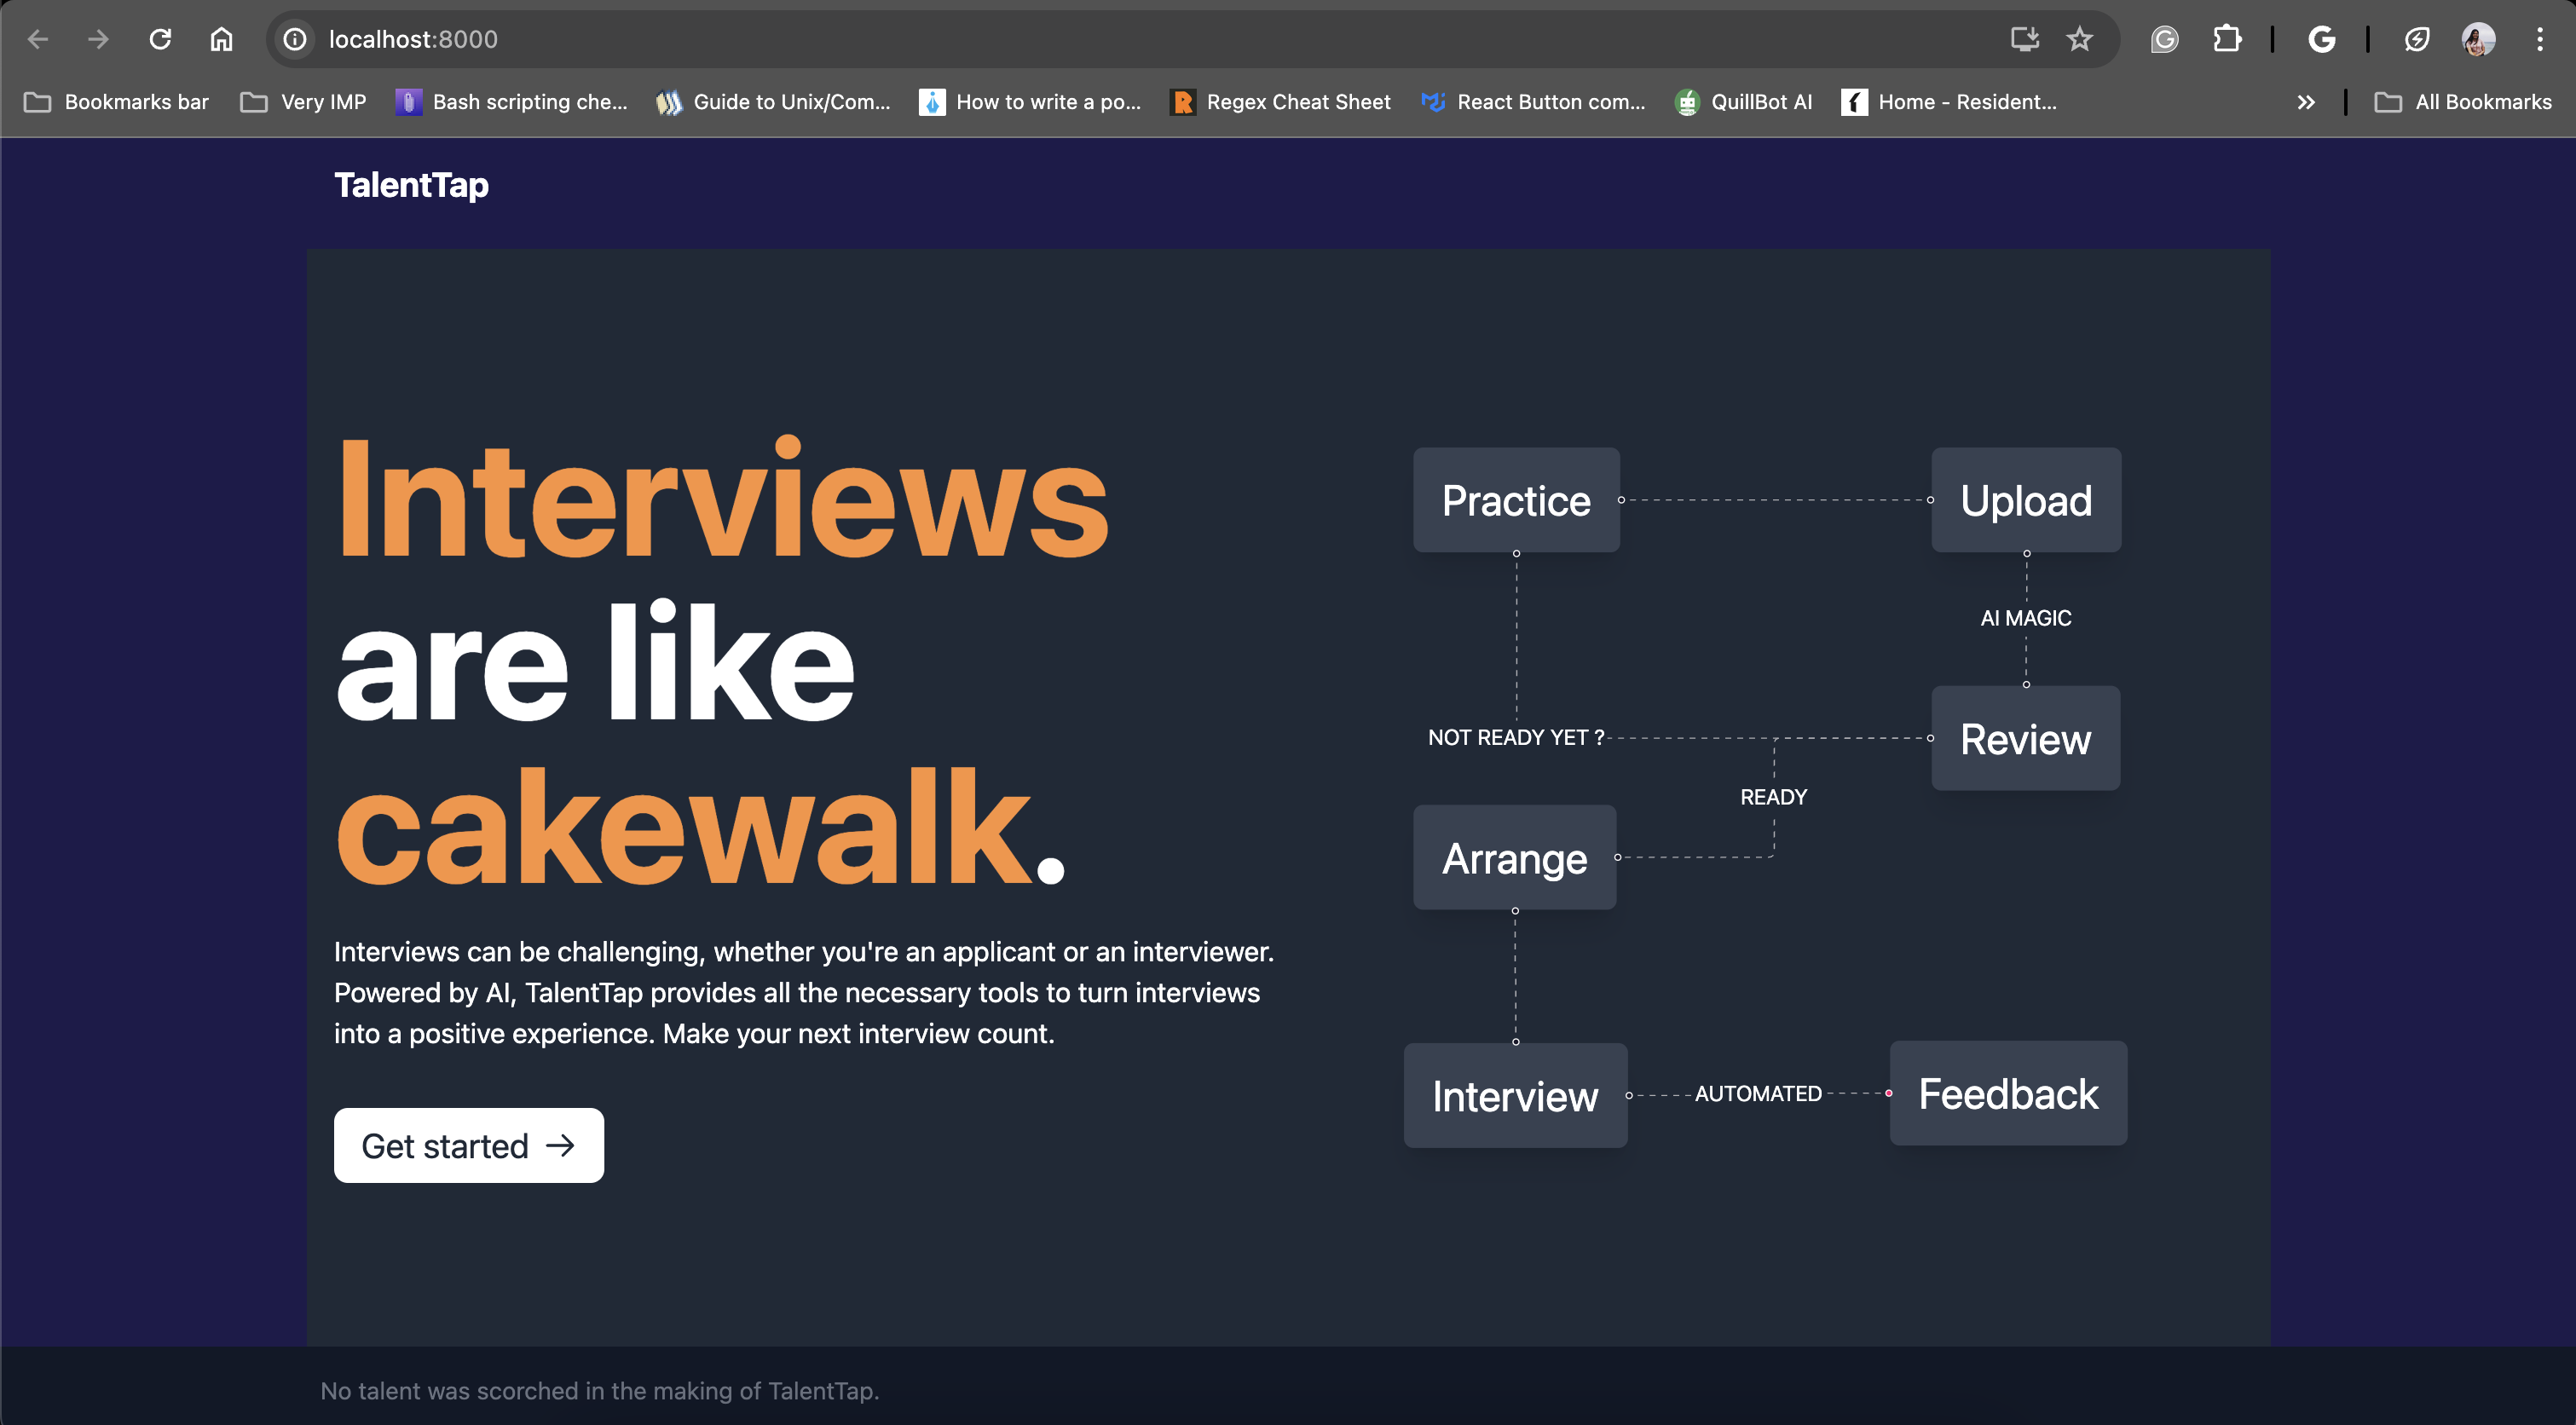 localhost:8000
Bookmarks bar
Very IMP
Bash scripting che...
Guide to Unix/Com...
How to write a po...
Regex Cheat Sheet
React Button com...
QuillBot AI
Home - Resident...
All Bookmarks
TalentTap
Interviews
are like
cakewalk.
Interviews can be challenging, whether you're an applicant or an interviewer.
Powered by AI, TalentTap provides all the necessary tools to turn interviews
into a positive experience. Make your next interview count.
Get started →
Practice
Upload
AI MAGIC
NOT READY YET ?
Review
READY
Arrange
Interview
AUTOMATED
Feedback
No talent was scorched in the making of TalentTap.